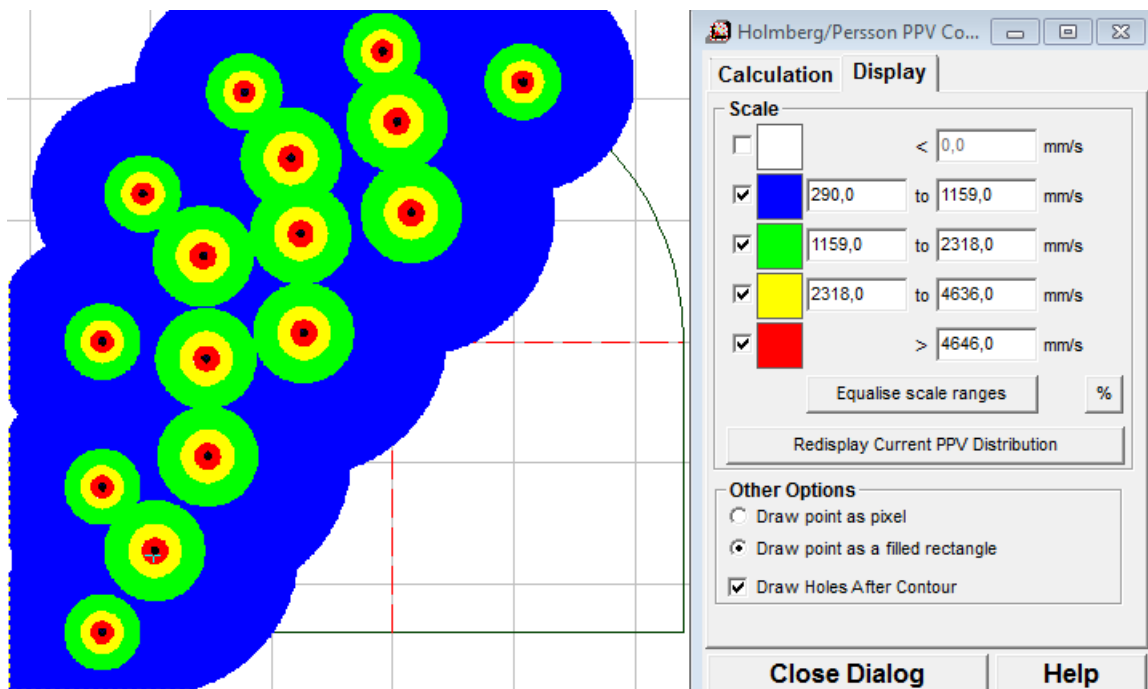 Holmberg/Persson PPV Co...
Calculation Display
Scale
< 0,0 mm/s
290,0 to 1159,0 mm/s
1159,0 to 2318,0 mm/s
2318,0 to 4636,0 mm/s
> 4646,0 mm/s
Equalise scale ranges %
Redisplay Current PPV Distribution
Other Options
Draw point as pixel
Draw point as a filled rectangle
Draw Holes After Contour
Close Dialog Help